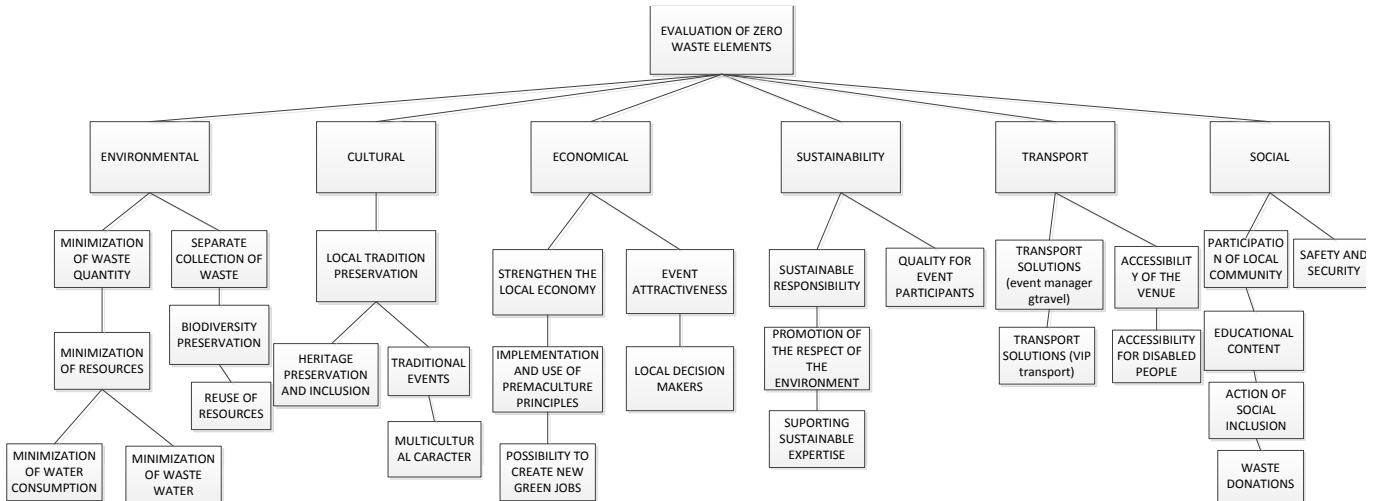 EVALUATION OF ZERO
WASTE ELEMENTS
ENVIRONMENTAL
CULTURAL
ECONOMICAL
SUSTAINABILITY
TRANSPORT
SOCIAL
MINIMIZATION
OF WASTE
QUANTITY
SEPARATE
COLLECTION OF
WASTE
LOCAL TRADITION
PRESERVATION
STRENGTHEN THE
LOCAL ECONOMY
EVENT
ATTRACTIVENESS
SUSTAINABLE
RESPONSIBILITY
QUALITY FOR
EVENT
PARTICIPANTS
TRANSPORT
SOLUTIONS
(event manager
gtravel)
ACCESSIBILIT
Y OF THE
VENUE
PARTICIPATIO
N OF LOCAL
COMMUNITY
SAFETY AND
SECURITY
MINIMIZATION
OF RESOURCES
BIODIVERSITY
PRESERVATION
REUSE OF
RESOURCES
HERITAGE
PRESERVATION
AND INCLUSION
TRADITIONAL
EVENTS
IMPLEMENTATION
AND USE OF
PREMACULTURE
PRINCIPLES
LOCAL DECISION
MAKERS
PROMOTION OF
THE RESPECT OF
THE
ENVIRONMENT
TRANSPORT
SOLUTIONS (VIP
transport)
ACCESSIBILITY
FOR DISABLED
PEOPLE
EDUCATIONAL
CONTENT
ACTION OF
SOCIAL
INCLUSION
MINIMIZATION
OF WATER
CONSUMPTION
MINIMIZATION
OF WASTE
WATER
MULTICULTUR
AL CARACTER
POSSIBILITY TO
CREATE NEW
GREEN JOBS
SUPORTING
SUSTAINABLE
EXPERTISE
WASTE
DONATIONS